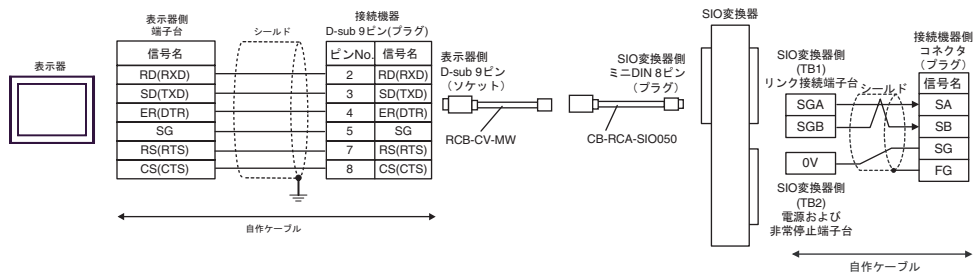 表示器
表示器側
端子台
シールド
接続機器
D-sub 9ピン(プラグ)
信号名
ピンNo.
信号名
RD(RXD)
2
RD(RXD)
SD(TXD)
3
SD(TXD)
ER(DTR)
4
ER(DTR)
SG
5
SG
RS(RTS)
7
RS(RTS)
CS(CTS)
8
CS(CTS)
自作ケーブル
表示器側
D-sub 9ピン
(ソケット)
RCB-CV-MW
SIO変換器側
ミニDIN 8ピン
(プラグ)
CB-RCA-SIO050
SIO変換器
SIO変換器側
(TB1)
リンク接続端子台
シールド
接続機器側
コネクタ
(プラグ)
信号名
SGA
SA
SGB
SB
SG
0V
FG
SIO変換器側
(TB2)
電源および
非常停止端子台
自作ケーブル